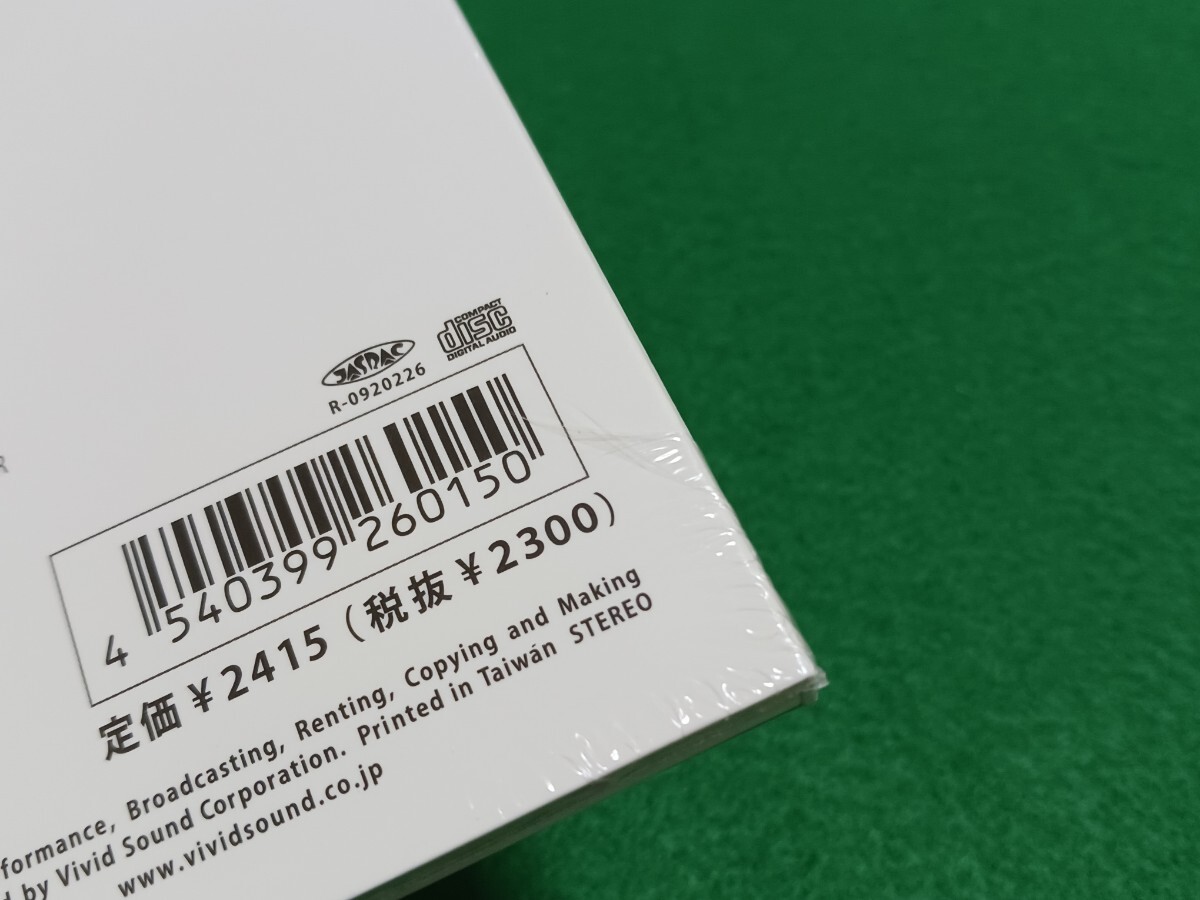 COMPACT
disc
DIGITAL AUDIO
JASRAC
R-0920226
R
4 540399 260150
定価￥2415（税抜￥2300）
formance, Broadcasting, Renting, Copying and Making
d by Vivid Sound Corporation. Printed in Taiwán STEREO
www.vividsound.co.jp